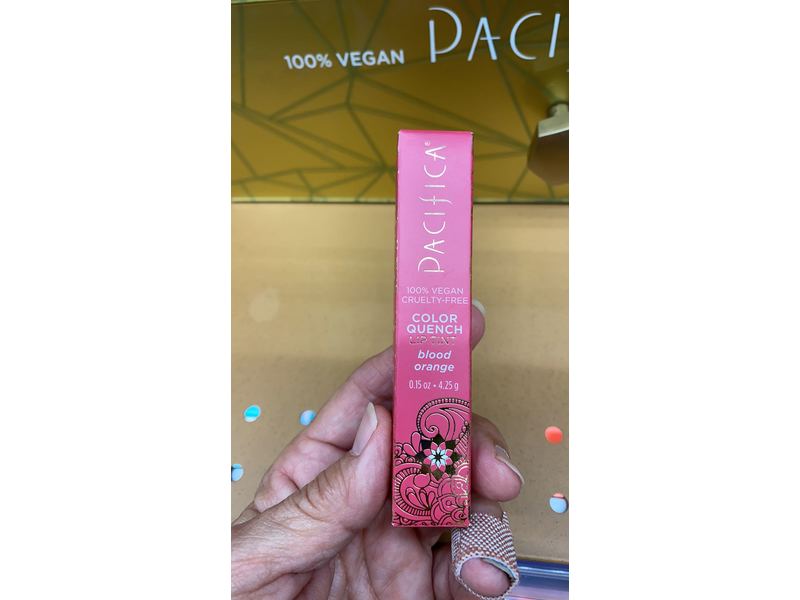 100% VEGAN
PACI
PACIFICA®
100% VEGAN
CRUELTY-FREE
COLOR
QUENCH
LIP TINT
blood
orange
0.15 oz • 4.25 g